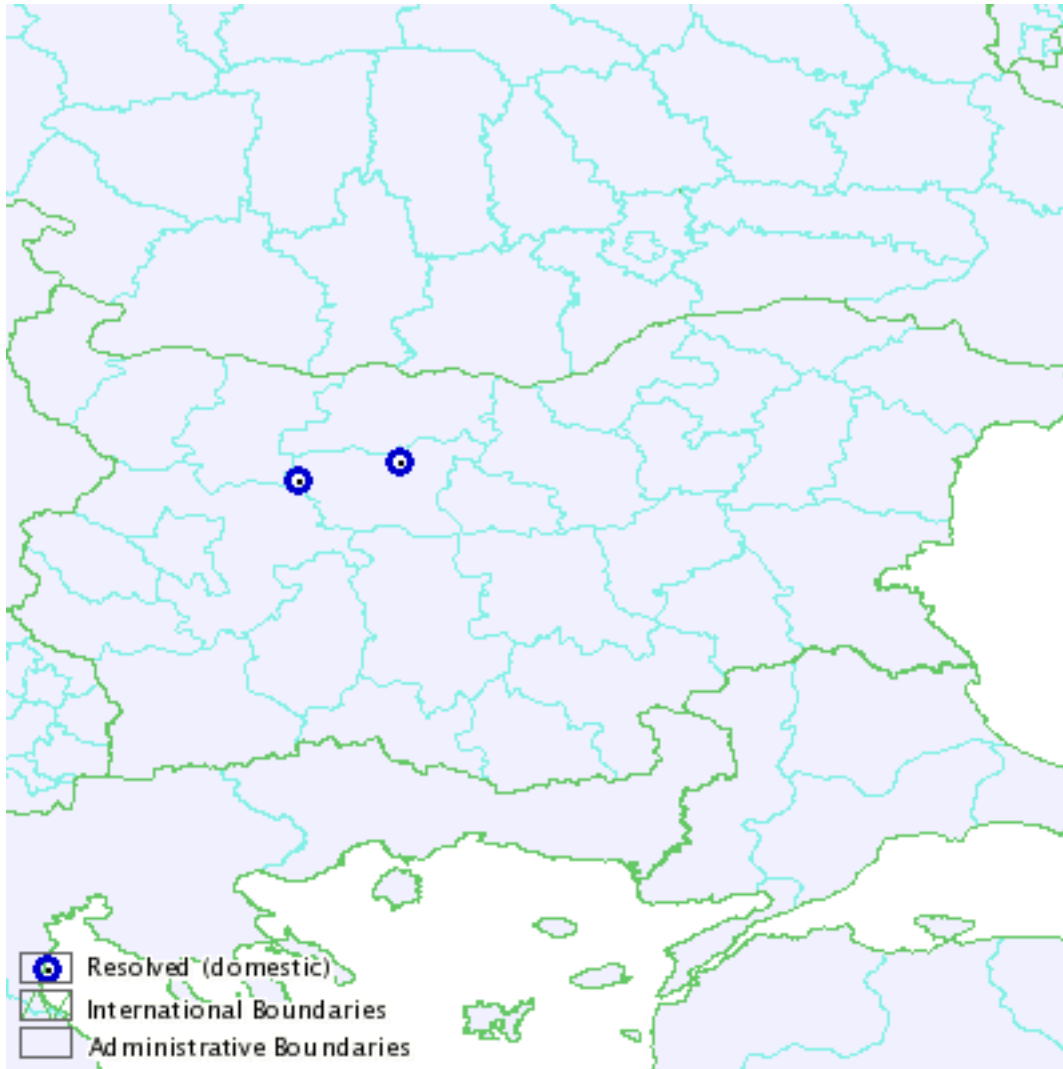 Resolved (domestic)
International Boundaries
Administrative Boundaries